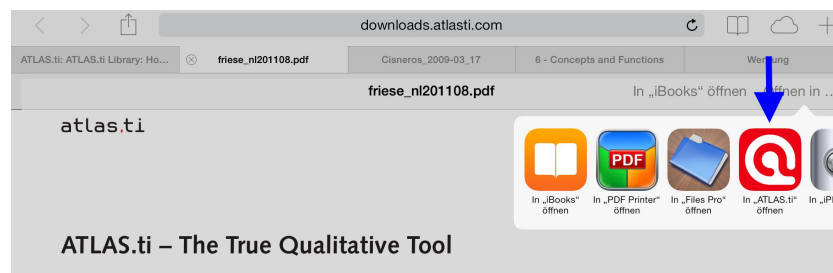 downloads.atlasti.com
ATLAS.ti: ATLAS.ti Library: Ho…
friese_nl201108.pdf
Cisneros_2009-03_17
6 - Concepts and Functions
friese_nl201108.pdf
In „iBooks“ öffnen
Öffnen in …
atlas.ti
PDF
In „iBooks“ öffnen
In „PDF Printer“ öffnen
In „Files Pro“ öffnen
In „ATLAS.ti“ öffnen
ATLAS.ti – The True Qualitative Tool